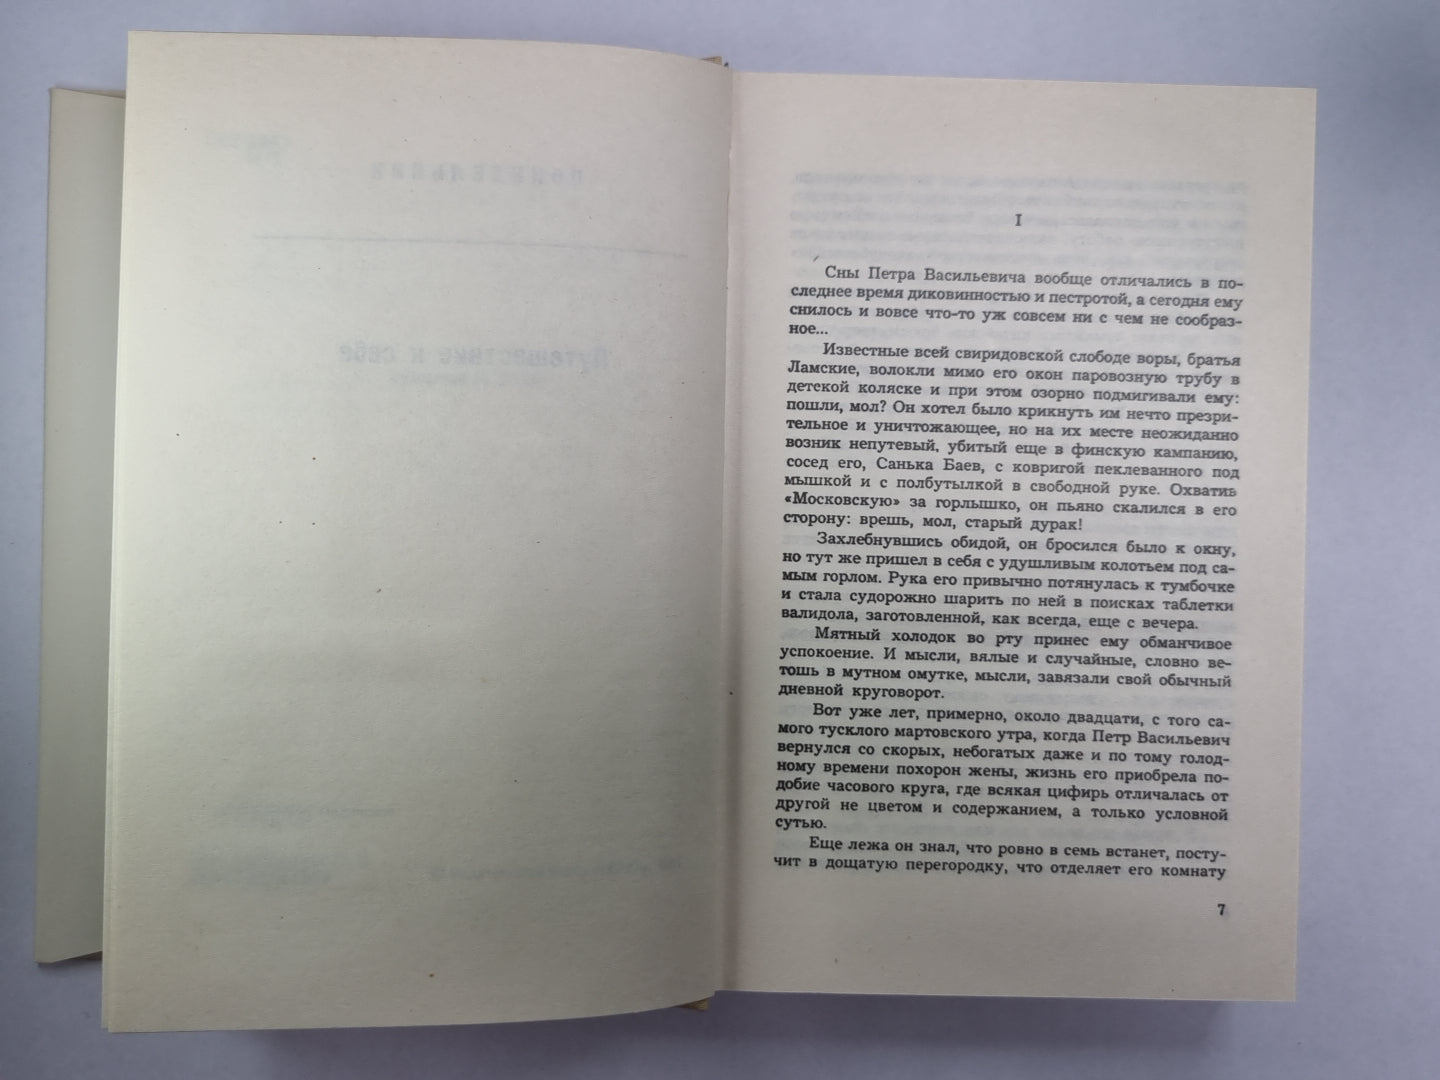 I
Сны Петра Васильевича вообще отличались в по-
следнее время диковинностью и пестротой, а сегодня ему
снилось и вовсе что-то уж совсем ни с чем не сообраз-
ное...
Известные всей свиридовской слободе воры, братья
Ламские, волокли мимо его окон паровозную трубу в
детской коляске и при этом озорно подмигивали ему:
пошли, мол? Он хотел было крикнуть им нечто презри-
тельное и уничтожающее, но на их месте неожиданно
возник непутевый, убитый еще в финскую кампанию,
сосед его, Санька Баев, с ковригой пеклеванного под
мышкой и с полбутылкой в свободной руке. Охватив
«Московскую» за горлышко, он пьяно скалился в его
сторону: врешь, мол, старый дурак!
Захлебнувшись обидой, он бросился было к окну,
но тут же пришел в себя с удушливым колотьем под са-
мым горлом. Рука его привычно потянулась к тумбочке
и стала судорожно шарить по ней в поисках таблетки
валидола, заготовленной, как всегда, еще с вечера.
Мятный холодок во рту принес ему обманчивое
успокоение. И мысли, вялые и случайные, словно ве-
тошь в мутном омутке, мысли, завязали свой обычный
дневной круговорот.
Вот уже лет, примерно, около двадцати, с того са-
мого тусклого мартовского утра, когда Петр Васильевич
вернулся со скорых, небогатых даже и по тому голод-
ному времени похорон жены, жизнь его приобрела по-
добие часового круга, где всякая цифирь отличалась от
другой не цветом и содержанием, а только условной
сутью.
Еще лежа он знал, что ровно в семь встанет, посту-
чит в дощатую перегородку, что отделяет его комнату
7